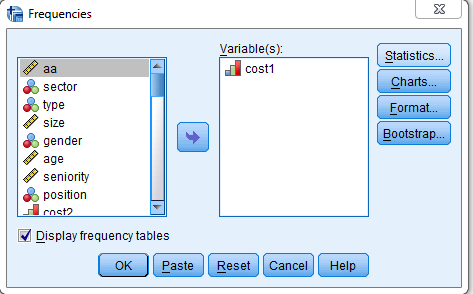 Frequencies
Variable(s):
aa
sector
type
size
gender
age
seniority
position
cost2
cost1
Statistics...
Charts...
Format...
Bootstrap...
Display frequency tables
OK
Paste
Reset
Cancel
Help